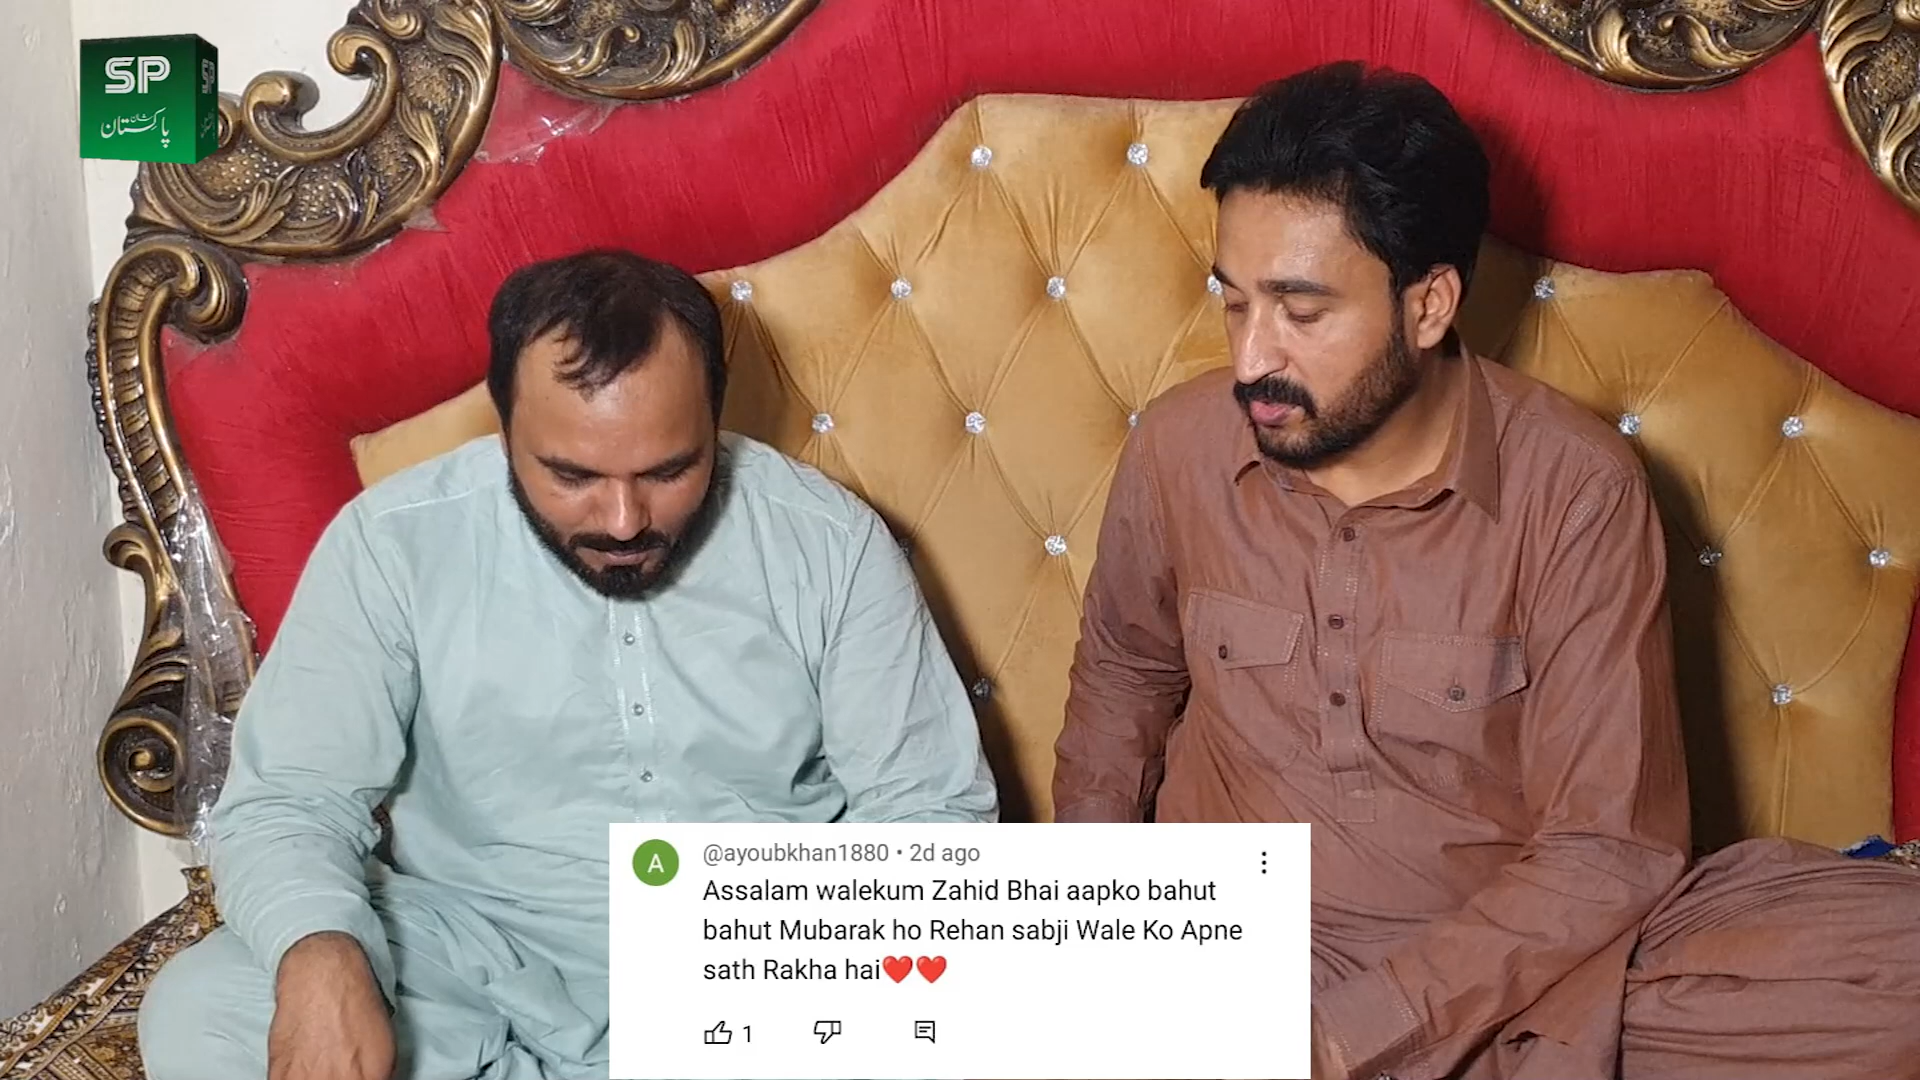 SP
پاکستان
@ayoubkhan1880 • 2d ago
Assalam walekum Zahid Bhai aapko bahut
bahut Mubarak ho Rehan sabji Wale Ko Apne
sath Rakha hai❤️❤️
1